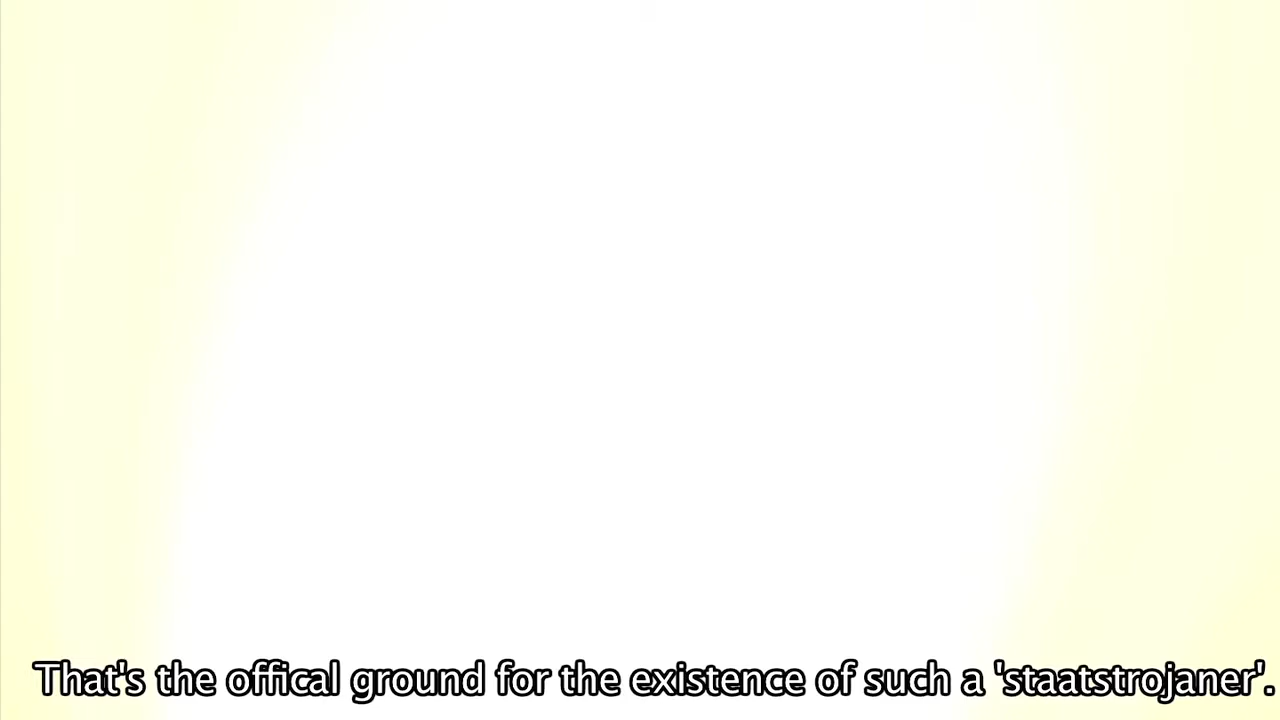 That's the offical ground for the existence of such a 'staatstrojaner'.